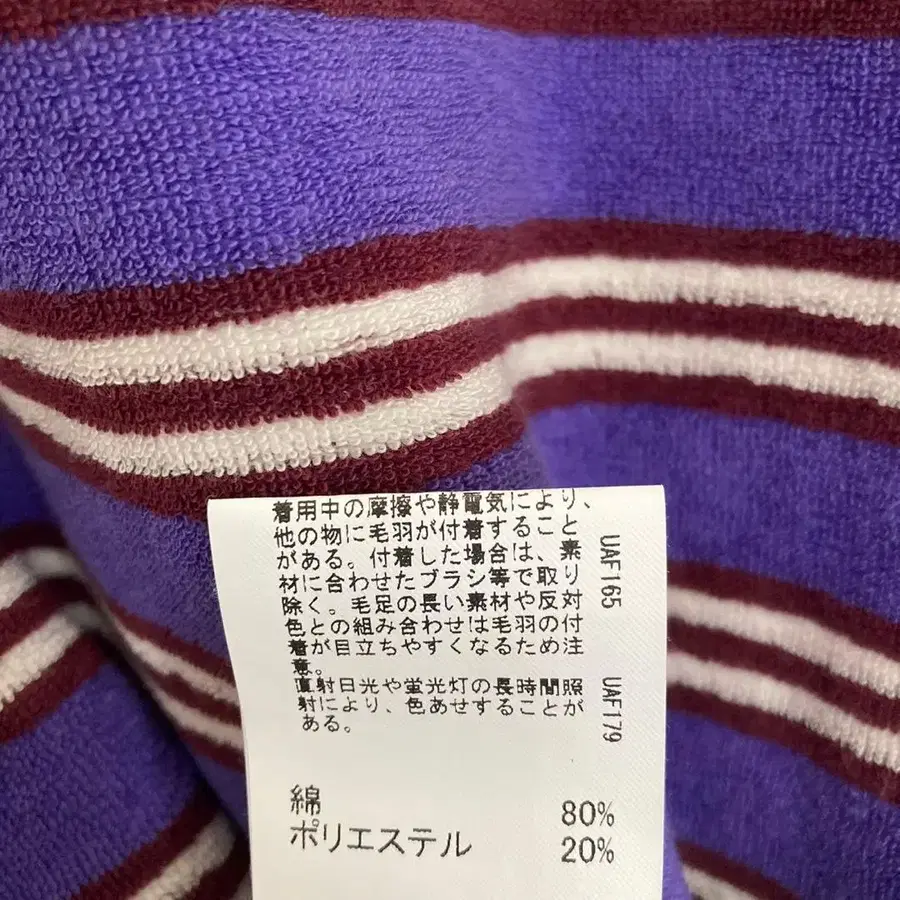 着用中の摩擦や静電気により、
他の物に毛羽が付着すること
がある。付着した場合は、素
材に合わせたブラシ等で取り
除く。毛足の長い素材や反対
色との組み合わせは毛羽の付
着が目立ちやすくなるため注
意。
直射日光や蛍光灯の長時間照
射により、色あせすることが
ある。
UAF165
UAF179
綿 80%
ポリエステル 20%